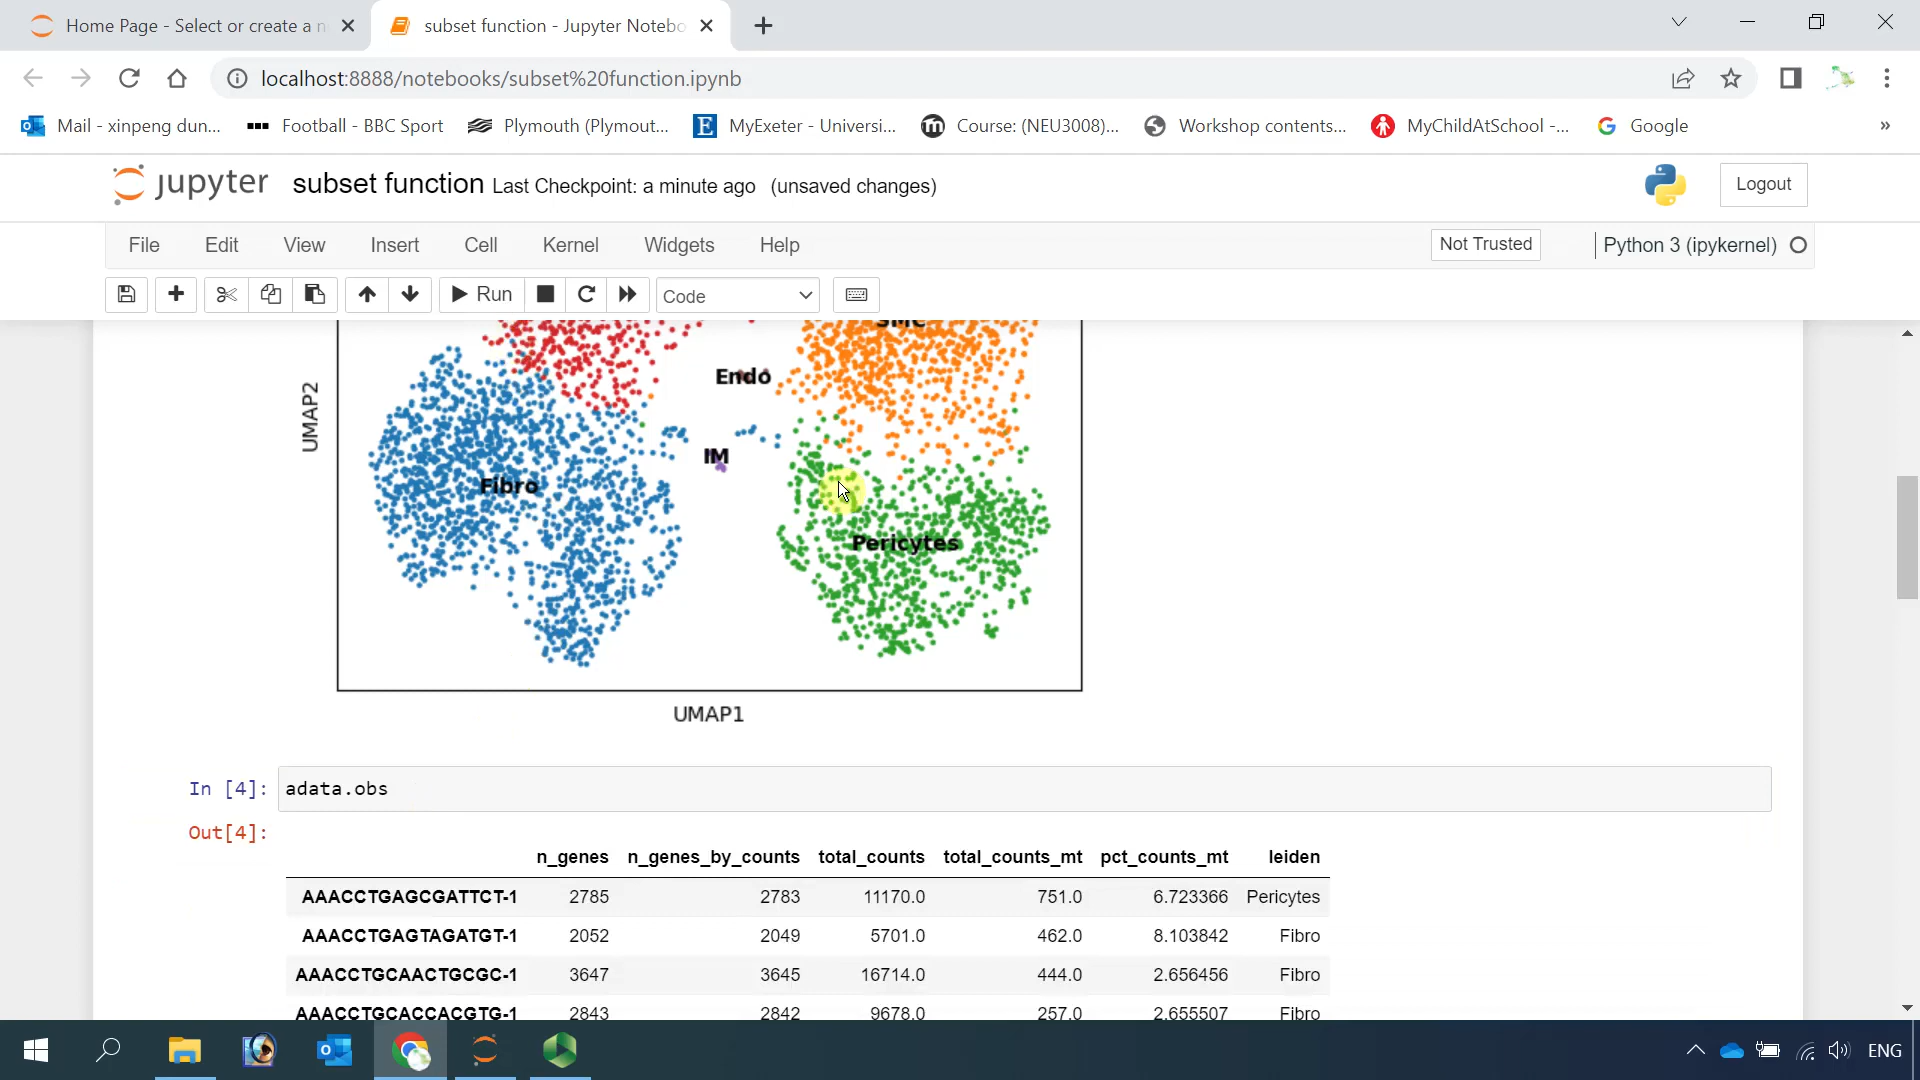 Home Page - Select or create a n
subset function - Jupyter Notebo
localhost:8888/notebooks/subset%20function.ipynb
Mail - xinpeng dun...
Football - BBC Sport
Plymouth (Plymout...
MyExeter - Universi...
Course: (NEU3008)...
Workshop contents...
MyChildAtSchool -...
Google
»
jupyter subset function Last Checkpoint: a minute ago (unsaved changes)
Logout
File Edit View Insert Cell Kernel Widgets Help
Not Trusted
Python 3 (ipykernel)
Run
Code
SMC
Endo
IM
Fibro
Pericytes
UMAP2
UMAP1
In [4]: adata.obs
Out[4]:
n_genes n_genes_by_counts total_counts total_counts_mt pct_counts_mt leiden
AAACCTGAGCGATTCT-1 2785 2783 11170.0 751.0 6.723366 Pericytes
AAACCTGAGTAGATGT-1 2052 2049 5701.0 462.0 8.103842 Fibro
AAACCTGCAACTGCGC-1 3647 3645 16714.0 444.0 2.656456 Fibro
AAACCTGCACCACGTG-1 2843 2842 9678.0 257.0 2.655507 Fibro
ENG